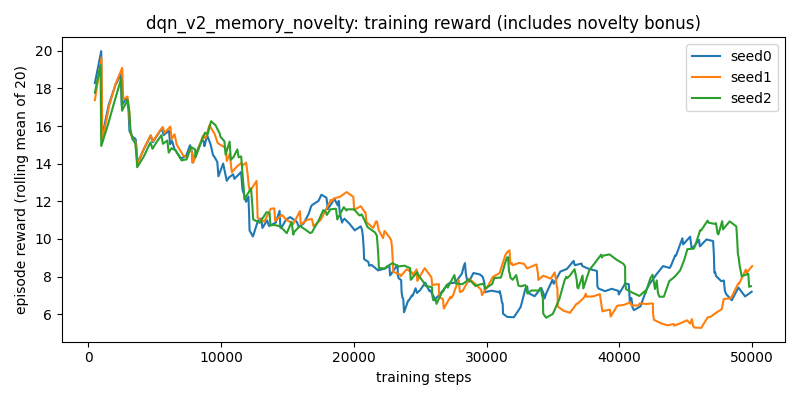 dqn_v2_memory_novelty: training reward (includes novelty bonus)
episode reward (rolling mean of 20)
20
18
16
14
12
10
8
6
seed0
seed1
seed2
0
10000
20000
30000
40000
50000
training steps